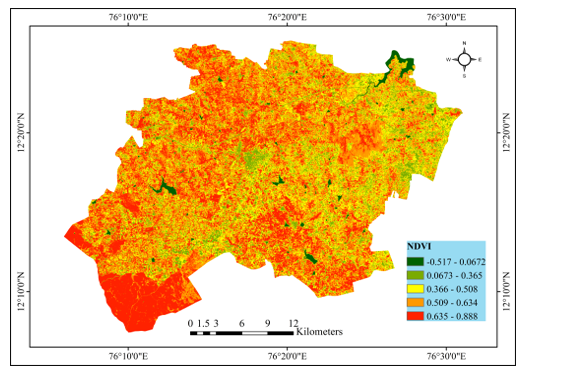 76°10'0"E 76°20'0"E 76°30'0"E
N
W E
S
12°20'0"N 12°20'0"N
NDVI
-0.517 - 0.0672
0.0673 - 0.365
0.366 - 0.508
0.509 - 0.634
0.635 - 0.888
12°10'0"N 12°10'0"N
0 1.5 3 6 9 12
Kilometers
76°10'0"E 76°20'0"E 76°30'0"E